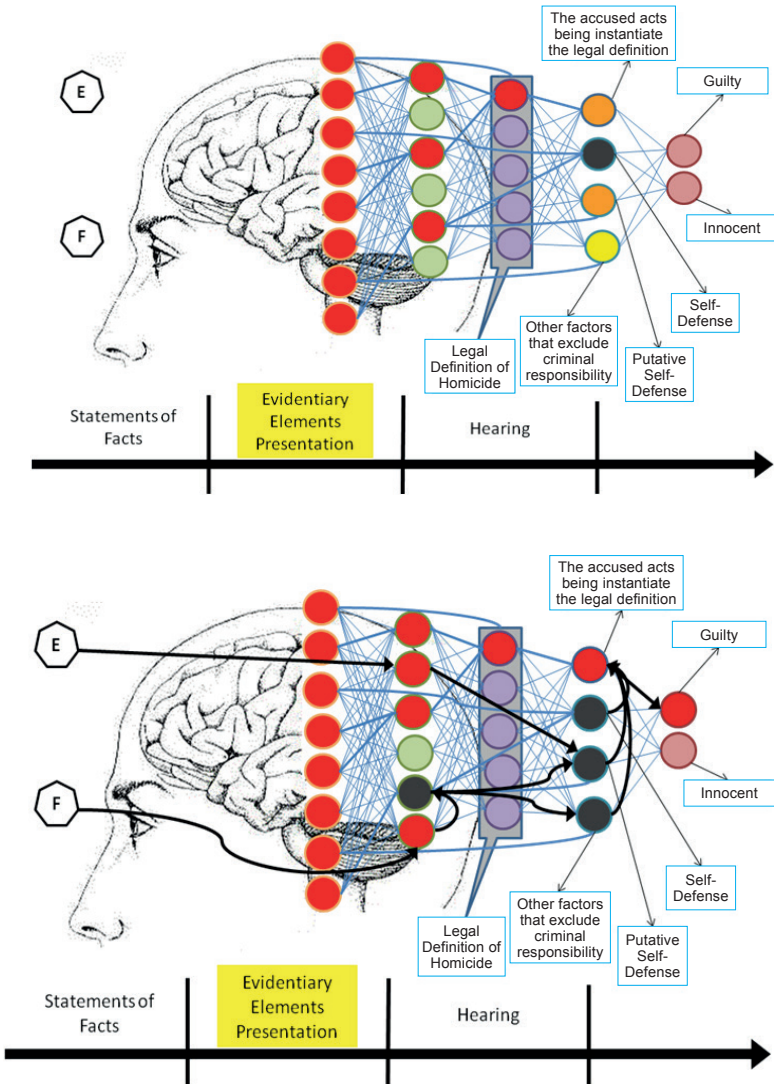 The accused acts
being instantiate
the legal definition
Guilty
E
F
Innocent
Self-
Defense
Other factors
that exclude
criminal
responsibility
Putative
Self-
Defense
Legal
Definition of
Homicide
Statements of
Facts
Evidentiary
Elements
Presentation
Hearing
The accused acts
being instantiate
the legal definition
Guilty
E
F
Innocent
Self-
Defense
Other factors
that exclude
criminal
responsibility
Putative
Self-
Defense
Legal
Definition of
Homicide
Statements of
Facts
Evidentiary
Elements
Presentation
Hearing